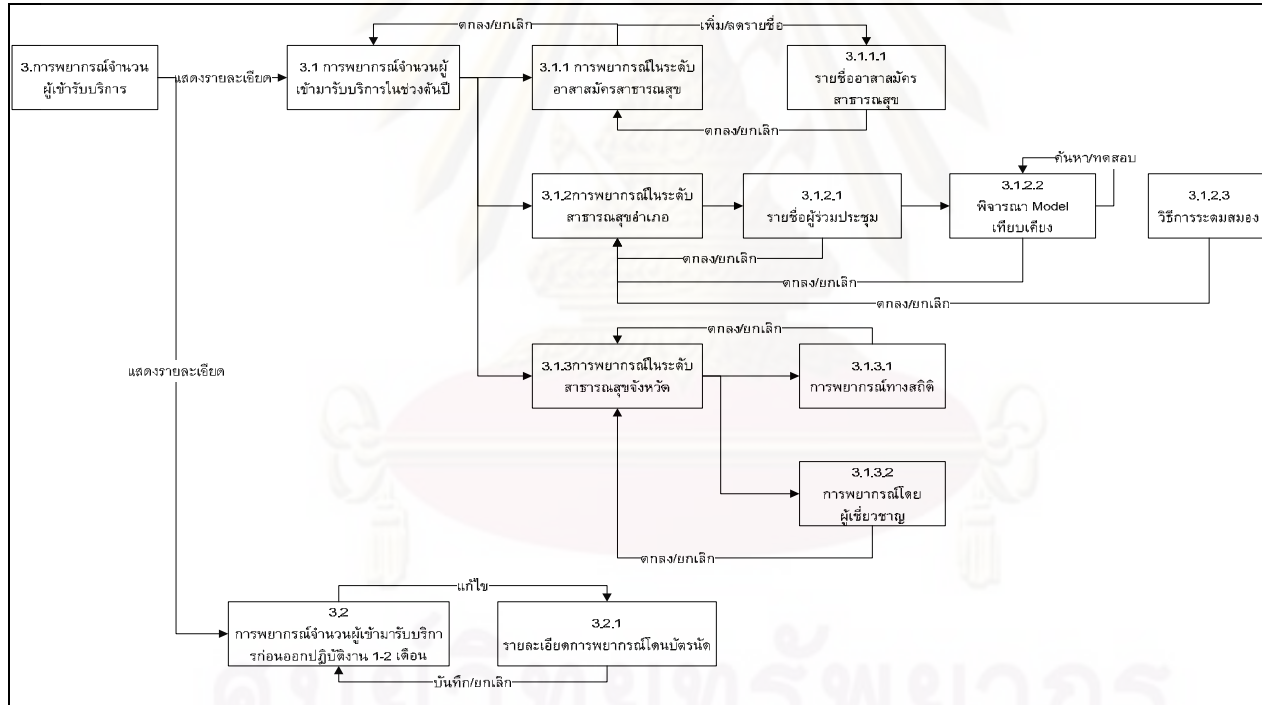 ตกลง/ยกเลิก
เพิ่ม/ลดรายชื่อ
3.การพยากรณ์จำนวน
ผู้เข้ารับบริการ
แสดงรายละเอียด
3.1 การพยากรณ์จำนวนผู้
เข้ามารับบริการในช่วงต้นปี
3.1.1 การพยากรณ์ในระดับ
อาสาสมัครสาธารณสุข
3.1.1.1
รายชื่ออาสาสมัคร
สาธารณสุข
ตกลง/ยกเลิก
ค้นหา/ทดสอบ
3.1.2การพยากรณ์ในระดับ
สาธารณสุขอำเภอ
3.1.2.1
รายชื่อผู้ร่วมประชุม
3.1.2.2
พิจารณา Model
เทียบเคียง
3.1.2.3
วิธีการระดมสมอง
ตกลง/ยกเลิก
ตกลง/ยกเลิก
ตกลง/ยกเลิก
ตกลง/ยกเลิก
แสดงรายละเอียด
3.1.3การพยากรณ์ในระดับ
สาธารณสุขจังหวัด
3.1.3.1
การพยากรณ์ทางสถิติ
3.1.3.2
การพยากรณ์โดย
ผู้เชี่ยวชาญ
ตกลง/ยกเลิก
แก้ไข
3.2
การพยากรณ์จำนวนผู้เข้ามารับบริกา
รก่อนออกปฏิบัติงาน 1-2 เดือน
3.2.1
รายละเอียดการพยากรณ์โดนบัตรนัด
บันทึก/ยกเลิก
ศูนย์วิทยทรัพยากร